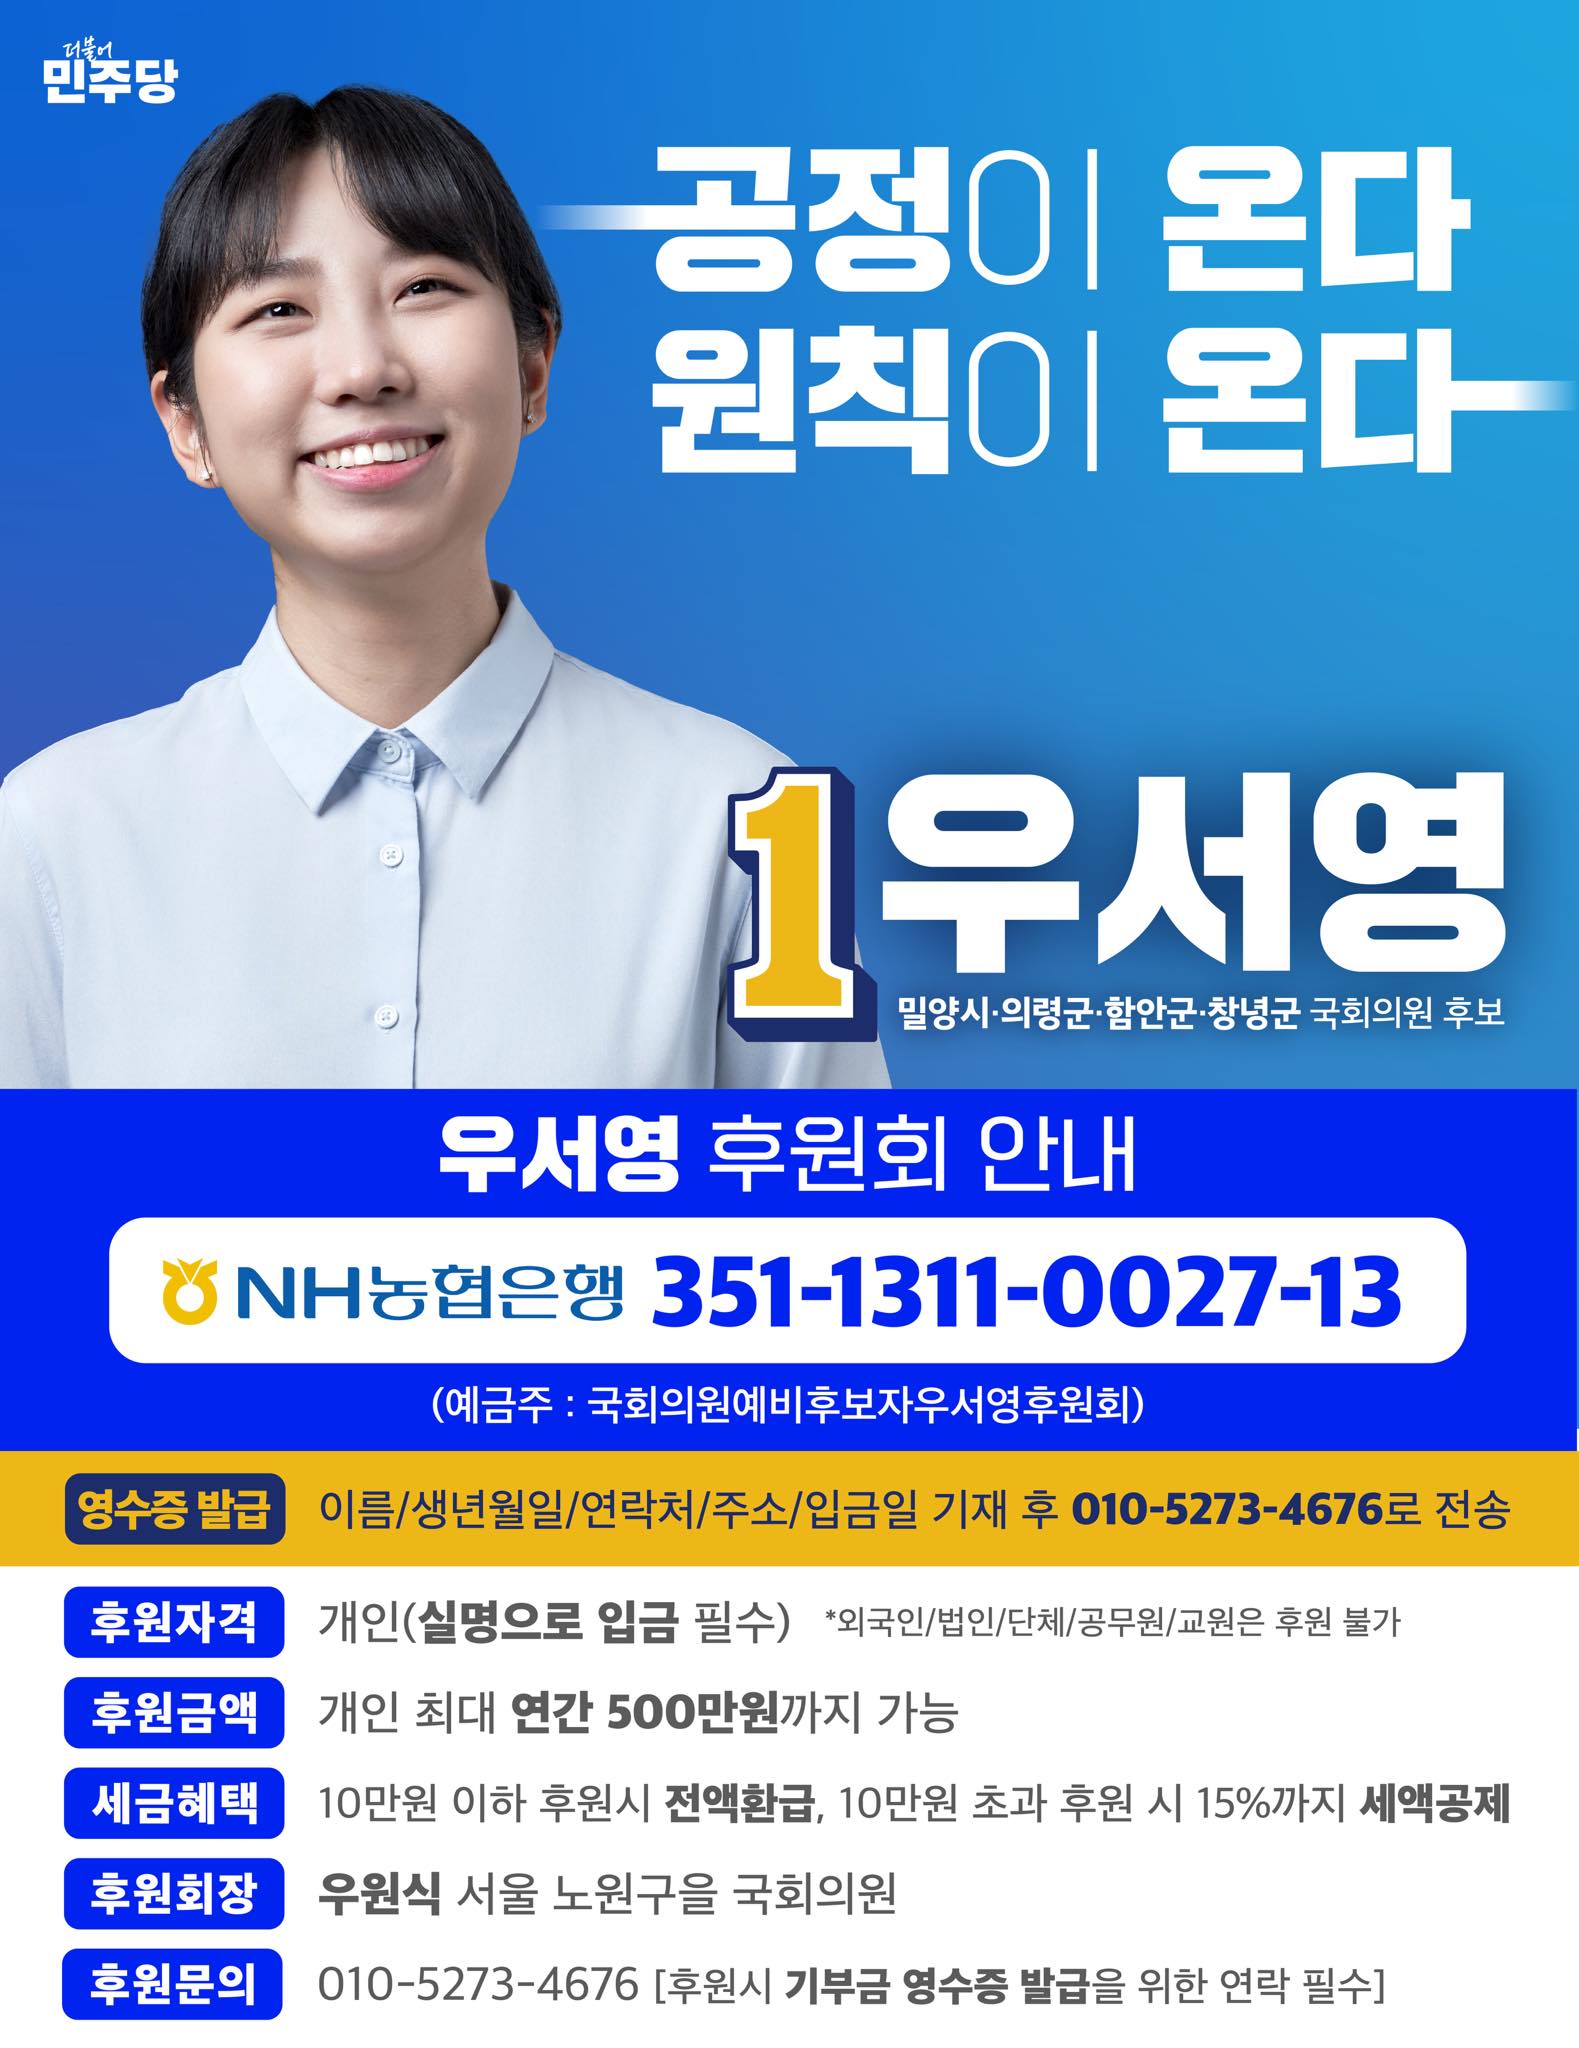 더불어
민주당
공정이 온다
원칙이 온다
1 우서영
밀양시·의령군·함안군·창녕군 국회의원 후보
우서영 후원회 안내
NH농협은행 351-1311-0027-13
(예금주 : 국회의원예비후보자우서영후원회)
영수증 발급 이름/생년월일/연락처/주소/입금일 기재 후 010-5273-4676로 전송
후원자격 개인(실명으로 입금 필수) *외국인/법인/단체/공무원/교원은 후원 불가
후원금액 개인 최대 연간 500만원까지 가능
세금혜택 10만원 이하 후원시 전액환급, 10만원 초과 후원 시 15%까지 세액공제
후원회장 우원식 서울 노원구을 국회의원
후원문의 010-5273-4676 [후원시 기부금 영수증 발급을 위한 연락 필수]